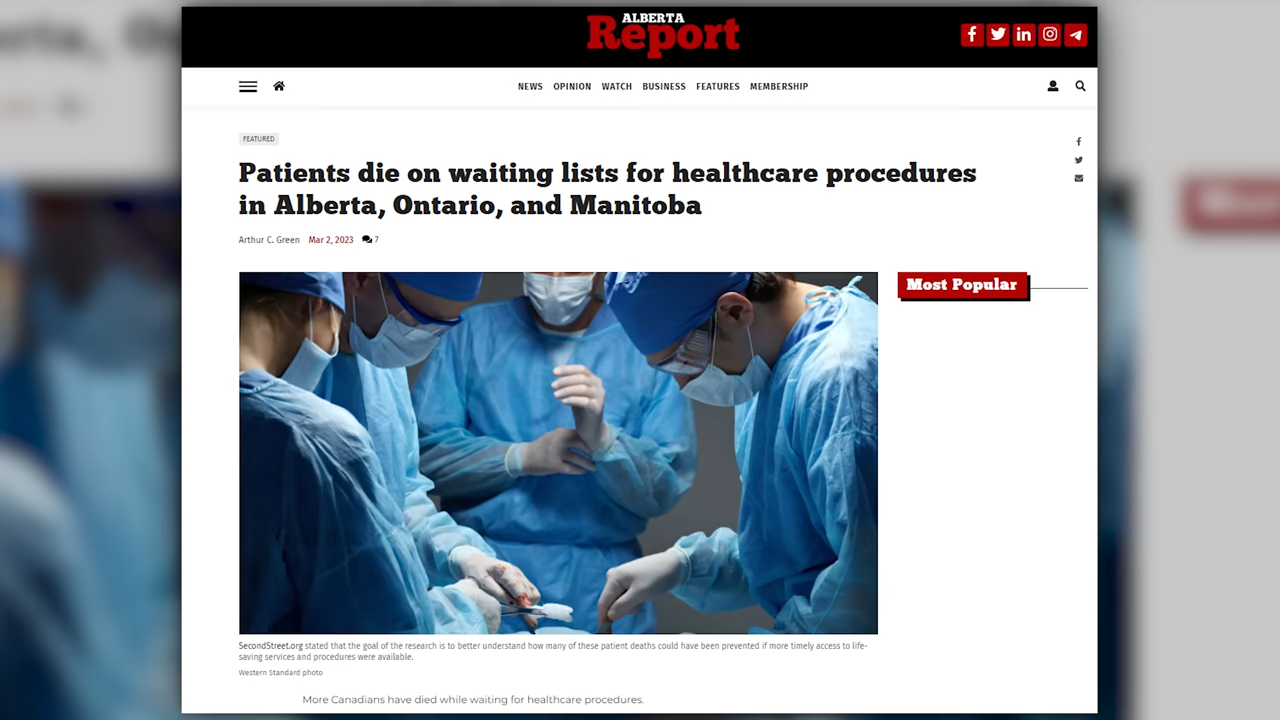 ALBERTA
Report
NEWS OPINION WATCH BUSINESS FEATURES MEMBERSHIP
FEATURED
Patients die on waiting lists for healthcare procedures
in Alberta, Ontario, and Manitoba
Arthur C. Green Mar 2, 2023 7
Most Popular
SecondStreet.org stated that the goal of the research is to better understand how many of these patient deaths could have been prevented if more timely access to life-
saving services and procedures were available.
Western Standard photo
More Canadians have died while waiting for healthcare procedures.